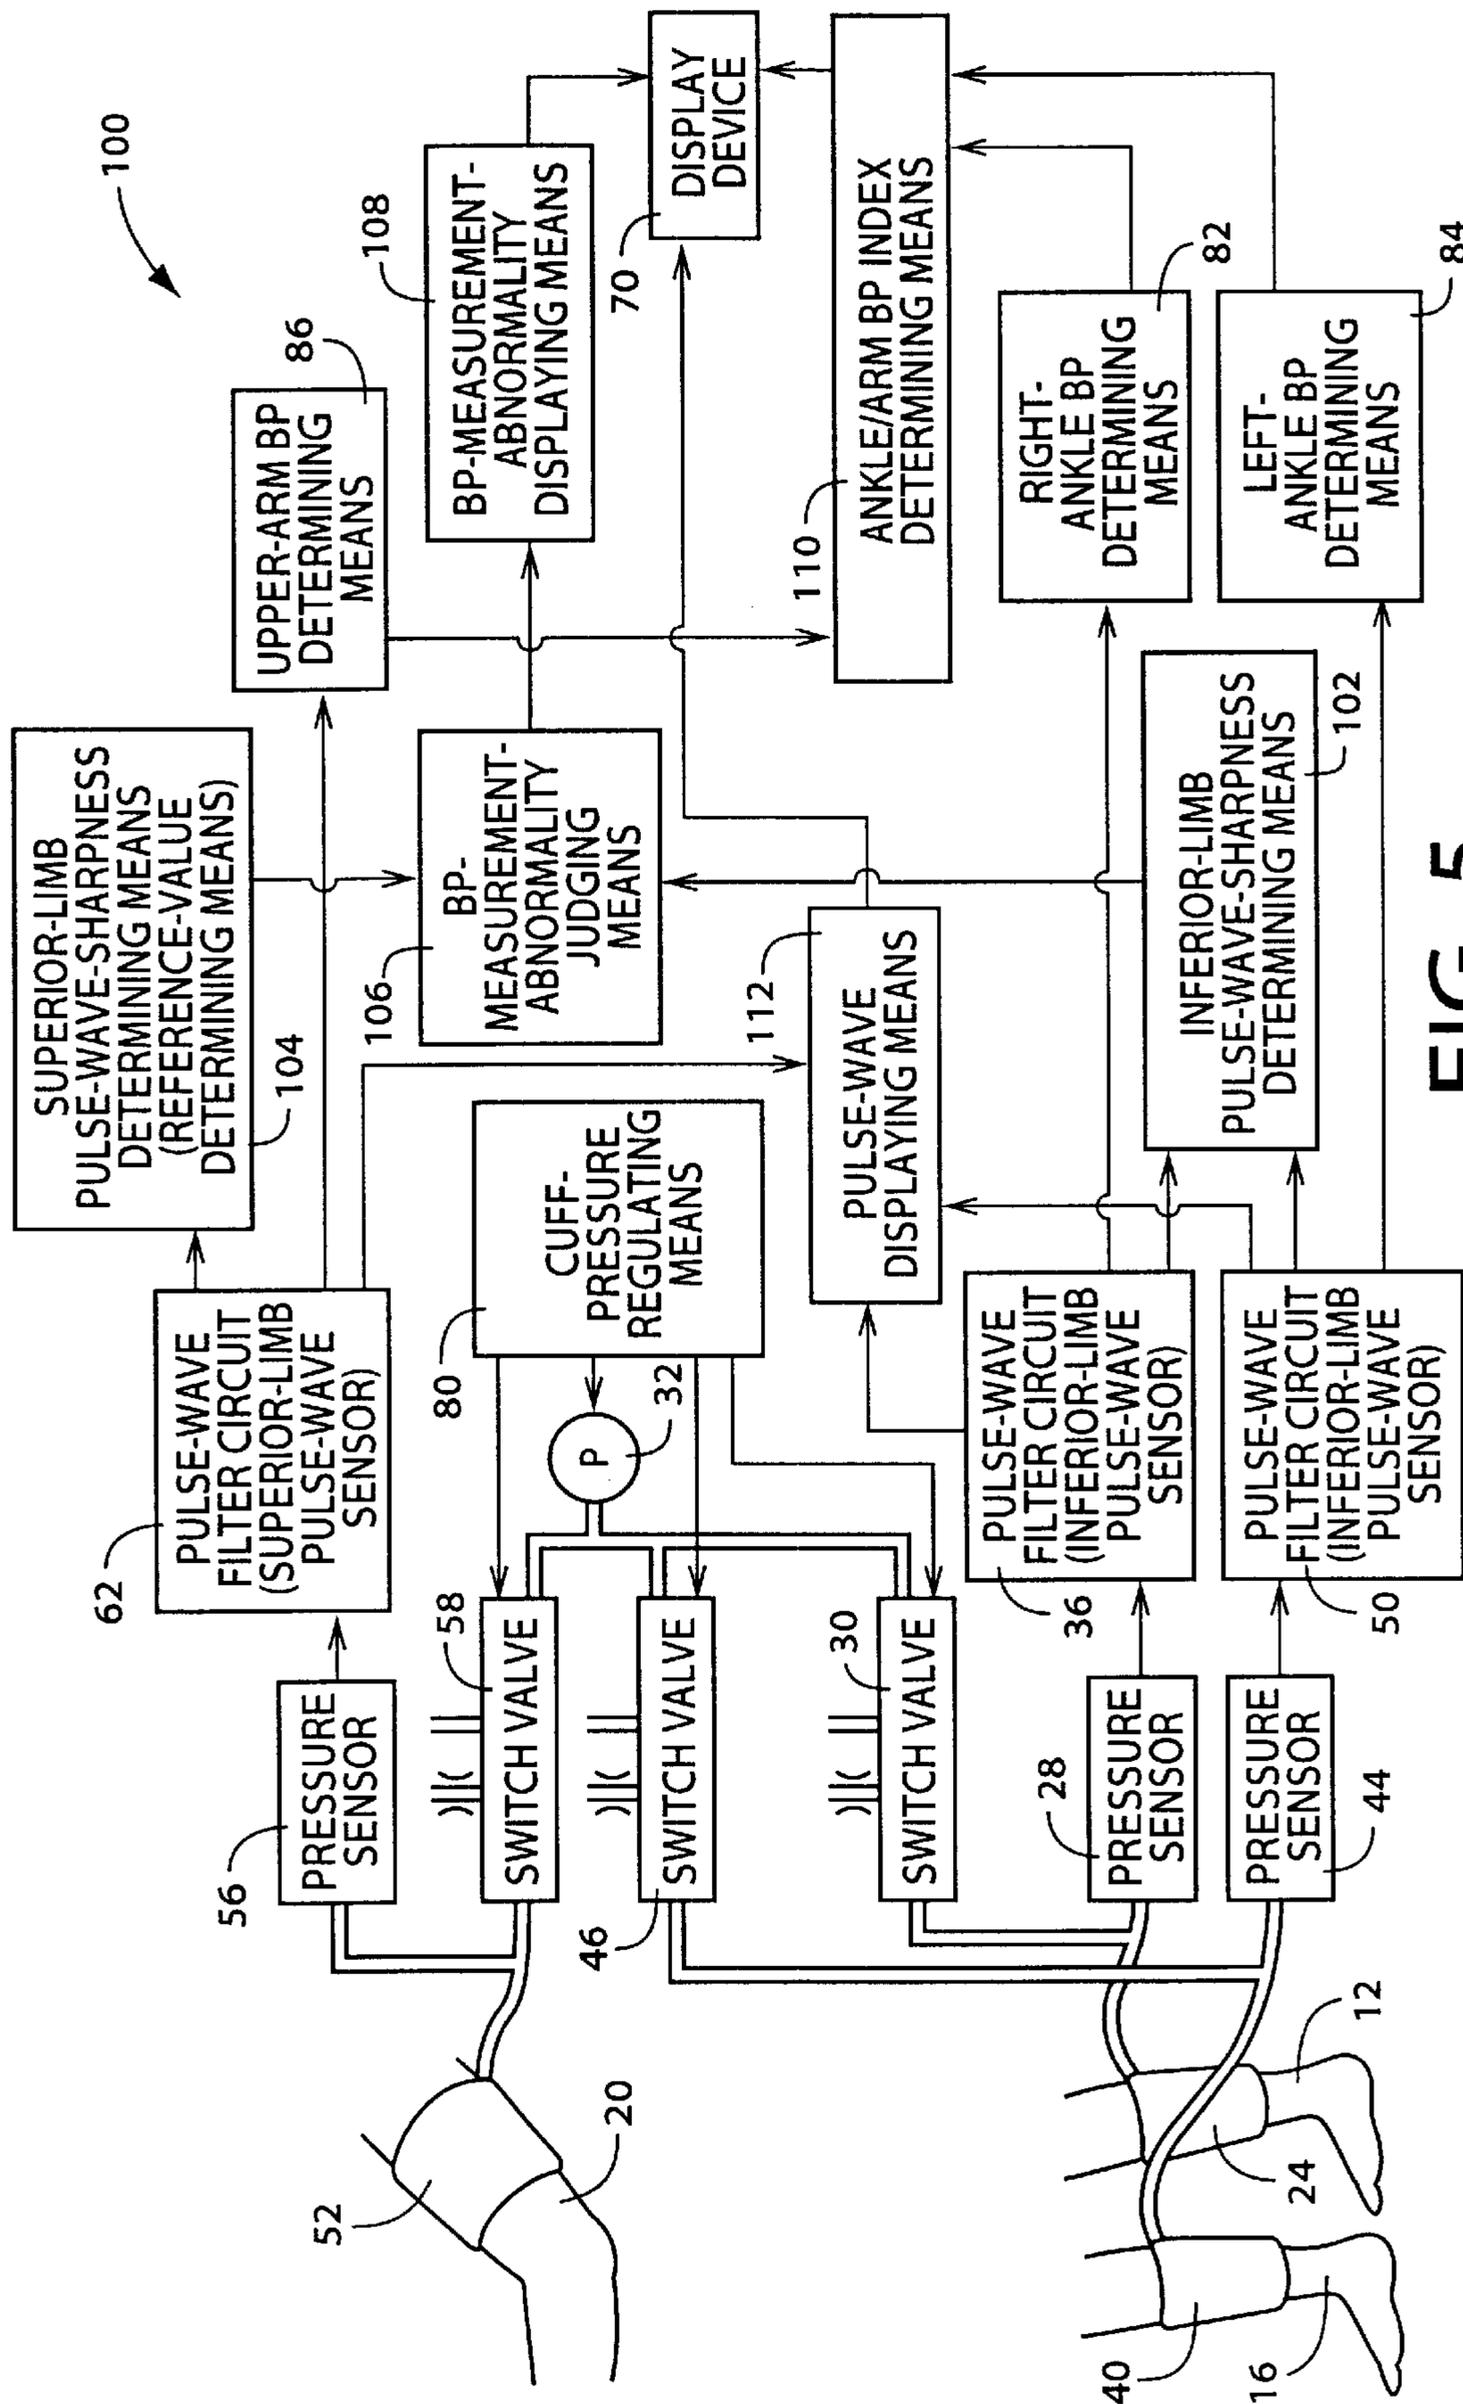 100
SUPERIOR-LIMB
PULSE-WAVE-SHARPNESS
DETERMINING MEANS
(REFERENCE-VALUE
DETERMINING MEANS)
104
UPPER-ARM BP
DETERMINING
MEANS
86
62
PULSE-WAVE
FILTER CIRCUIT
(SUPERIOR-LIMB
PULSE-WAVE
SENSOR)
56
PRESSURE
SENSOR
106
BP-
MEASUREMENT-
ABNORMALITY
JUDGING
MEANS
108
BP-MEASUREMENT-
ABNORMALITY
DISPLAYING MEANS
52
20
58
SWITCH VALVE
80
CUFF-
PRESSURE
REGULATING
MEANS
P
32
46
SWITCH VALVE
70
DISPLAY
DEVICE
30
SWITCH VALVE
112
PULSE-WAVE
DISPLAYING MEANS
110
ANKLE/ARM BP INDEX
DETERMINING MEANS
28
PRESSURE
SENSOR
36
PULSE-WAVE
FILTER CIRCUIT
(INFERIOR-LIMB
PULSE-WAVE
SENSOR)
RIGHT-
ANKLE BP
DETERMINING
MEANS
82
INFERIOR-LIMB
PULSE-WAVE-SHARPNESS
DETERMINING MEANS
102
40
16
24
12
PRESSURE
SENSOR
44
PULSE-WAVE
FILTER CIRCUIT
(INFERIOR-LIMB
PULSE-WAVE
SENSOR)
50
LEFT-
ANKLE BP
DETERMINING
MEANS
84
FIG. 5